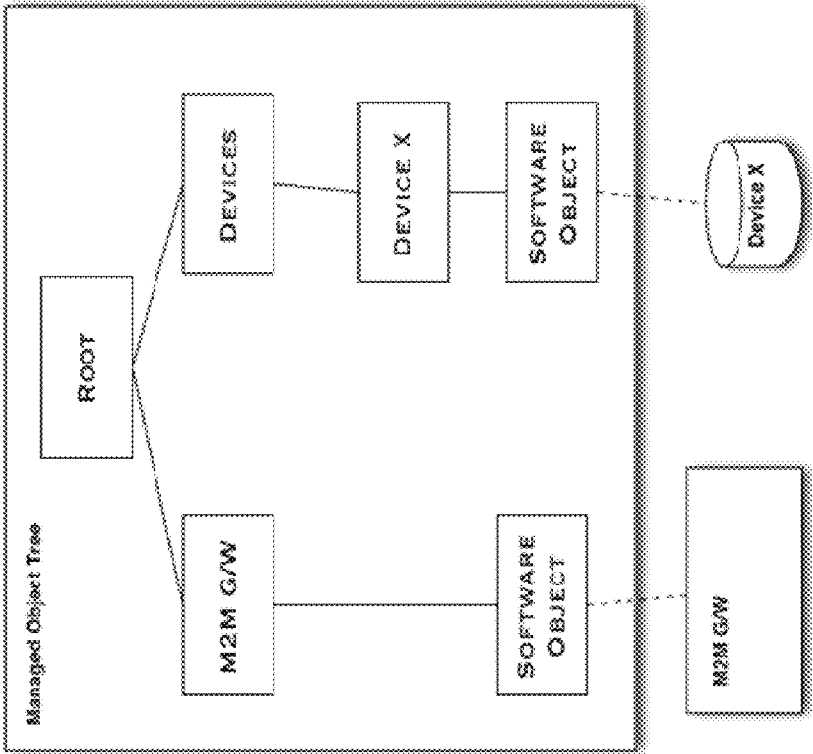 Managed Object Tree
ROOT
M2M G/W
DEVICES
DEVICE X
SOFTWARE
OBJECT
SOFTWARE
OBJECT
M2M G/W
Device X